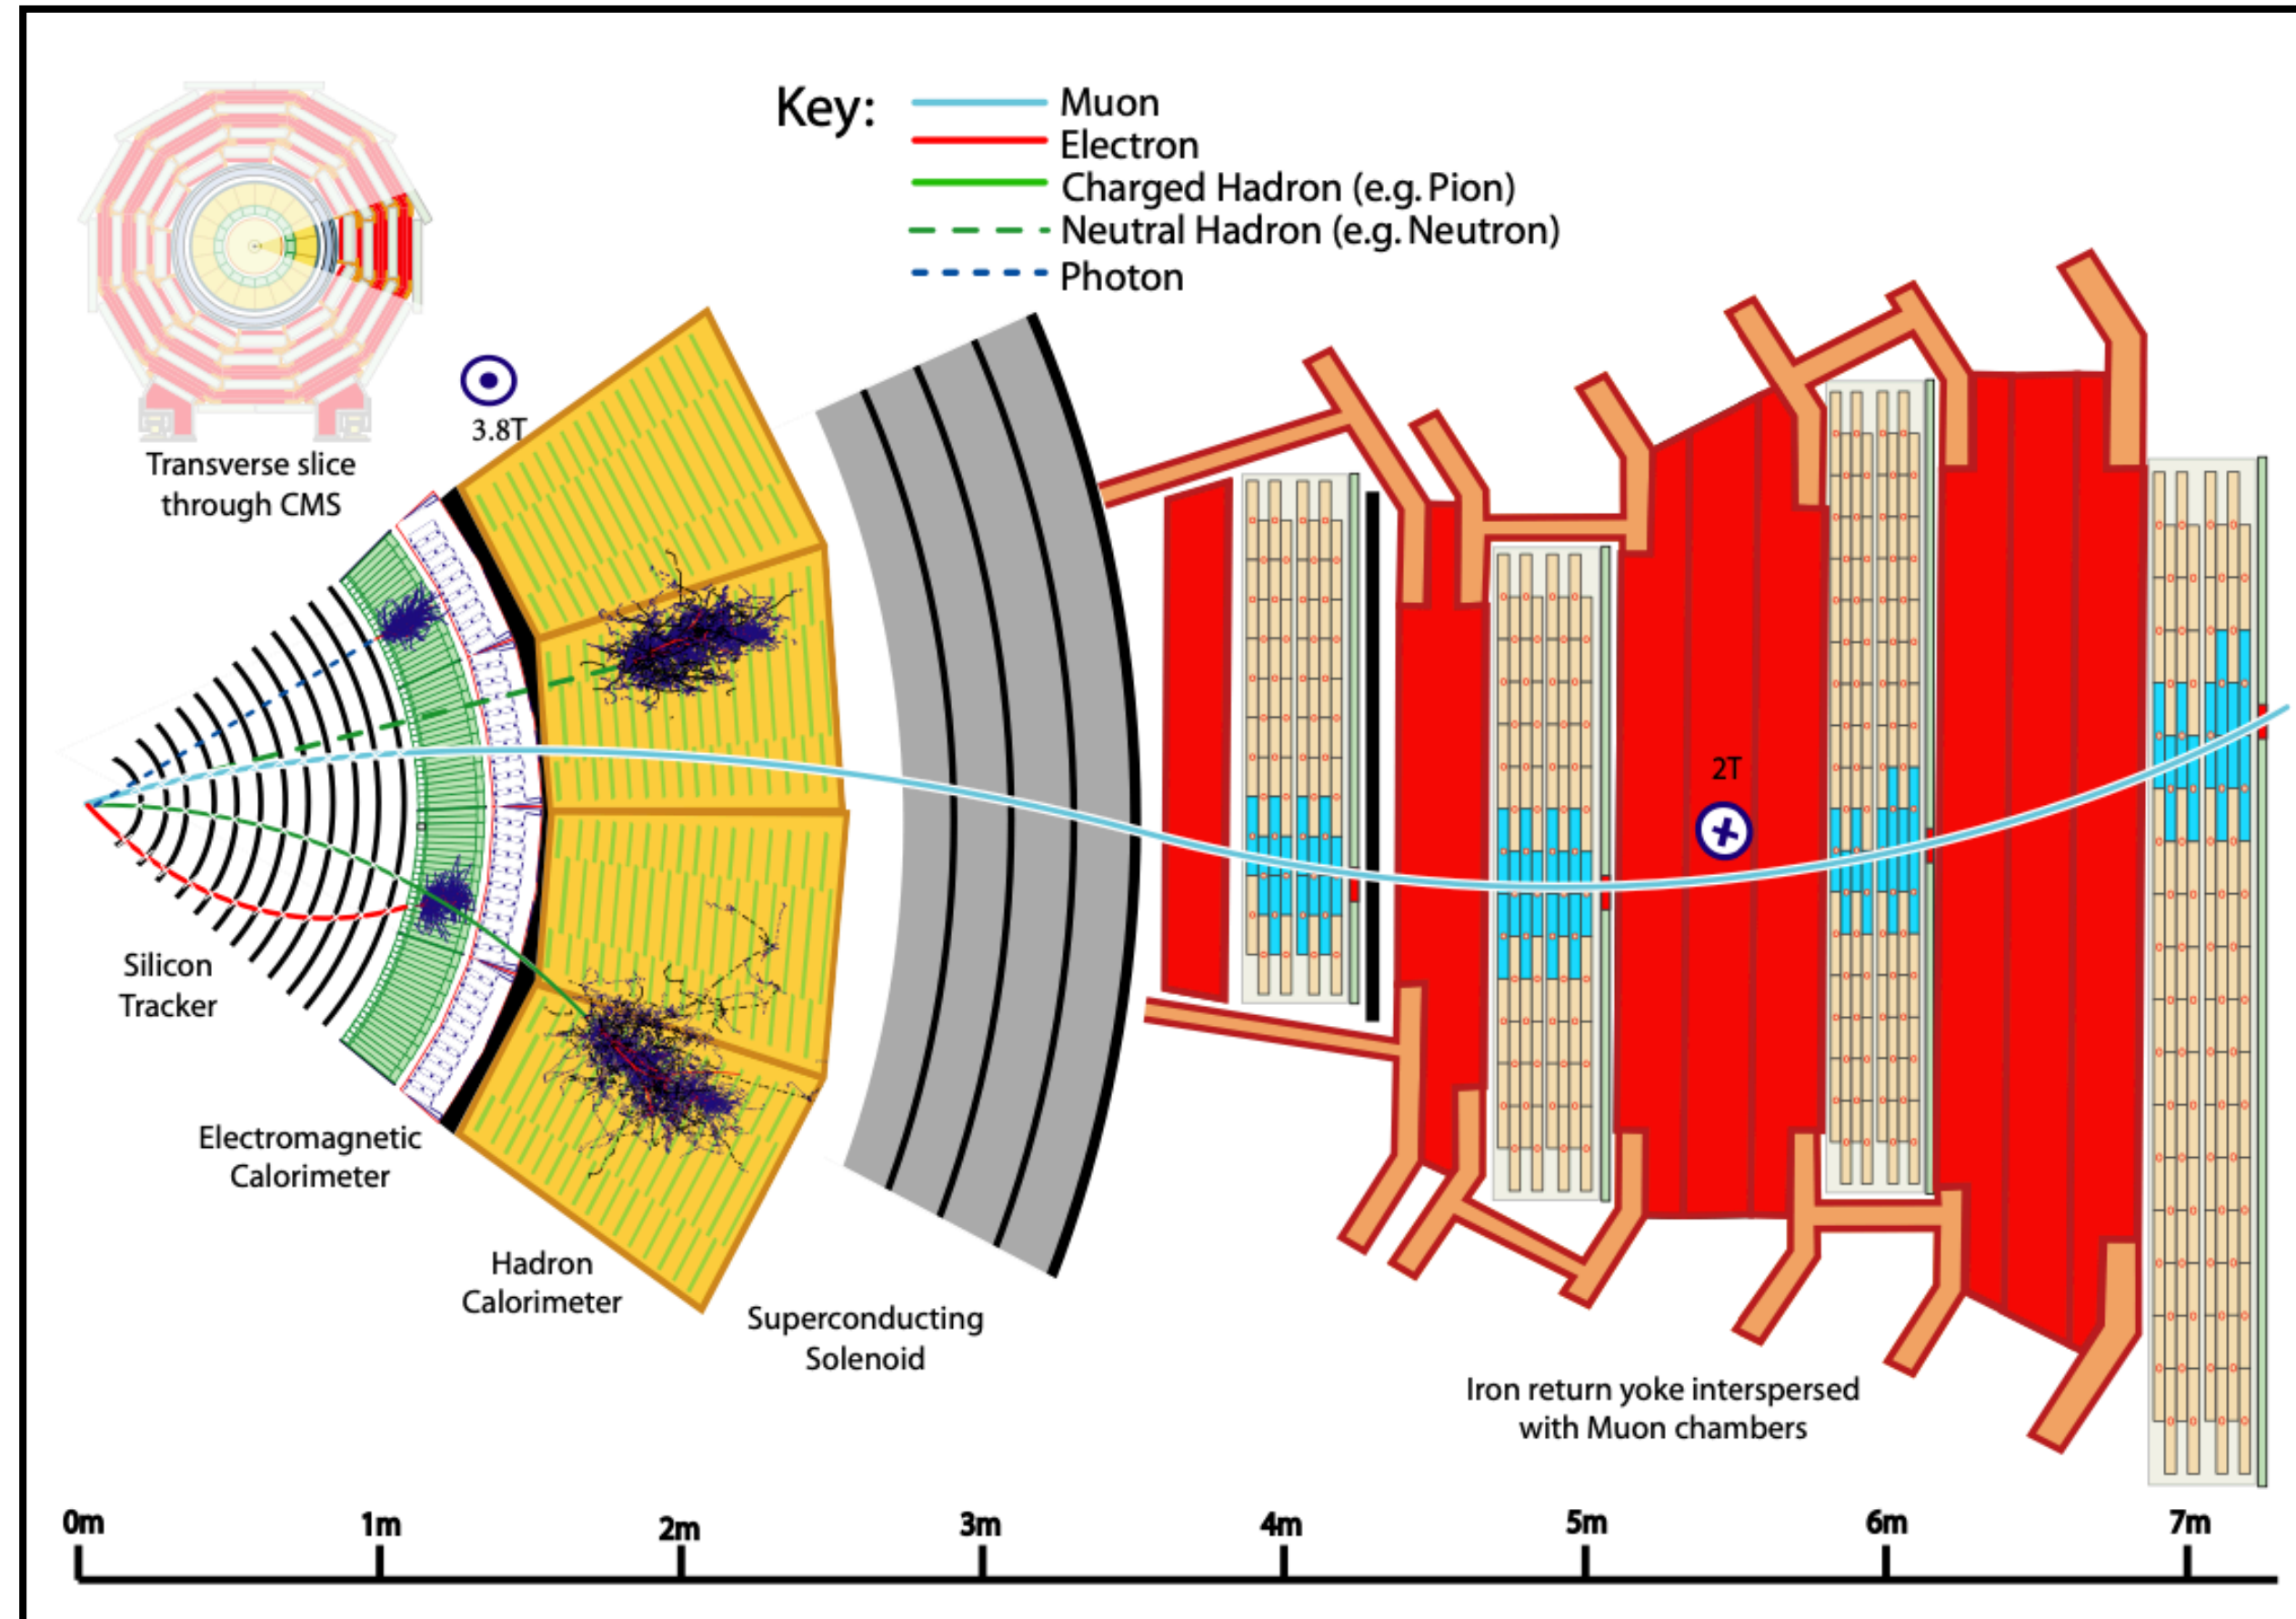 Key:
Muon
Electron
Charged Hadron (e.g. Pion)
Neutral Hadron (e.g. Neutron)
Photon
3.8T
Transverse slice
through CMS
2T
Silicon
Tracker
Electromagnetic
Calorimeter
Hadron
Calorimeter
Superconducting
Solenoid
Iron return yoke interspersed
with Muon chambers
0m 1m 2m 3m 4m 5m 6m 7m